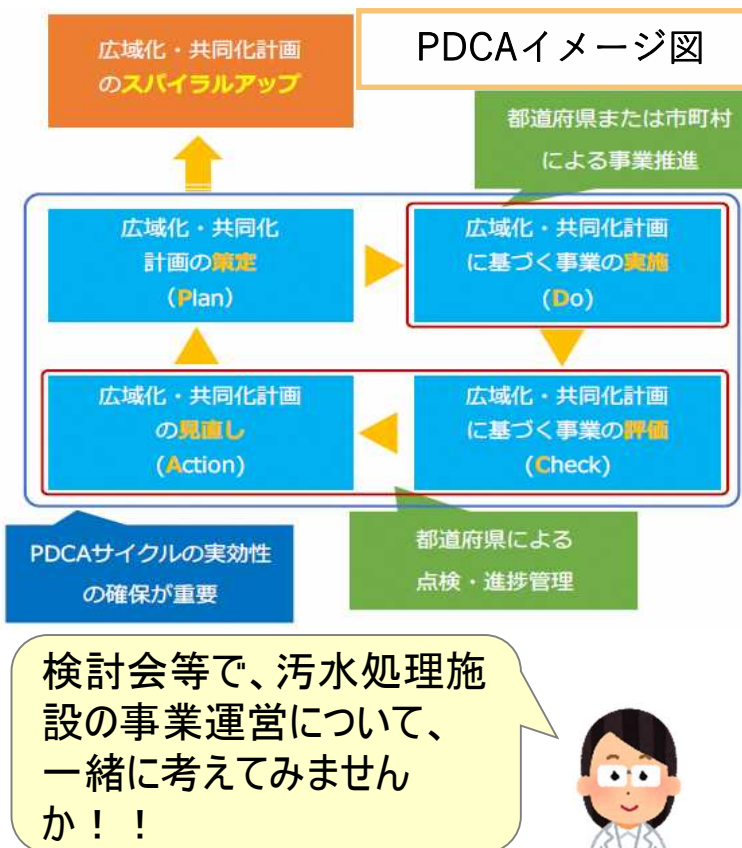 PDCAイメージ図
広域化・共同化計画
のスパイラルアップ
都道府県または市町村
による事業推進
広域化・共同化
計画の策定
(Plan)
広域化・共同化計画
に基づく事業の実施
(Do)
広域化・共同化計画
の見直し
(Action)
広域化・共同化計画
に基づく事業の評価
(Check)
PDCAサイクルの実効性
の確保が重要
都道府県による
点検・進捗管理
検討会等で、汚水処理施
設の事業運営について、
一緒に考えてみません
か！！